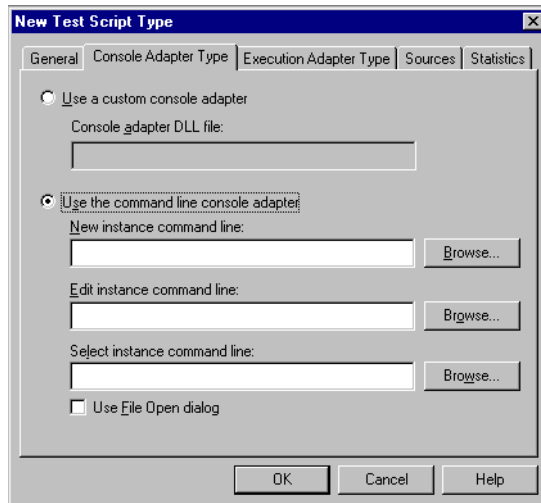 New Test Script Type
General Console Adapter Type Execution Adapter Type Sources Statistics
Use a custom console adapter
Console adapter DLL file:
Use the command line console adapter
New instance command line:
Browse...
Edit instance command line:
Browse...
Select instance command line:
Browse...
Use File Open dialog
OK Cancel Help